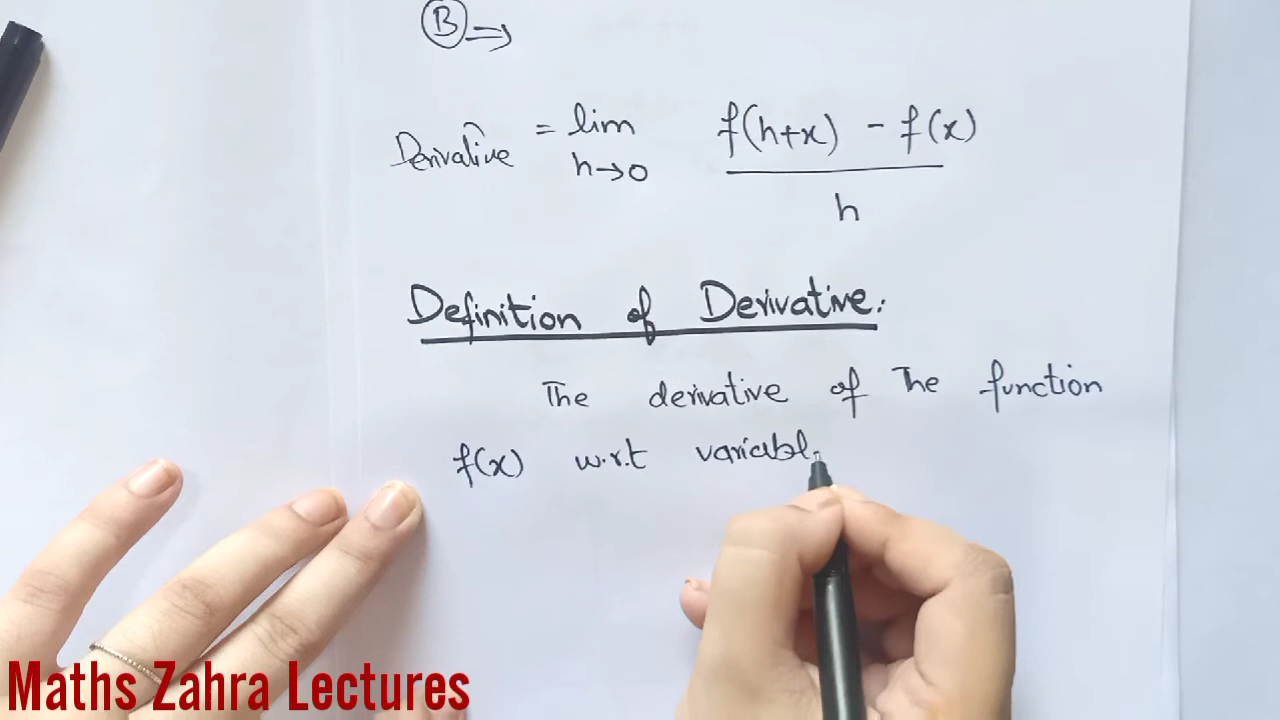 B ⇒
Derivative = lim h→0 f(h+x) - f(x) / h
Definition of Derivative:
The derivative of The function
f(x) w.r.t variabl
Maths Zahra Lectures